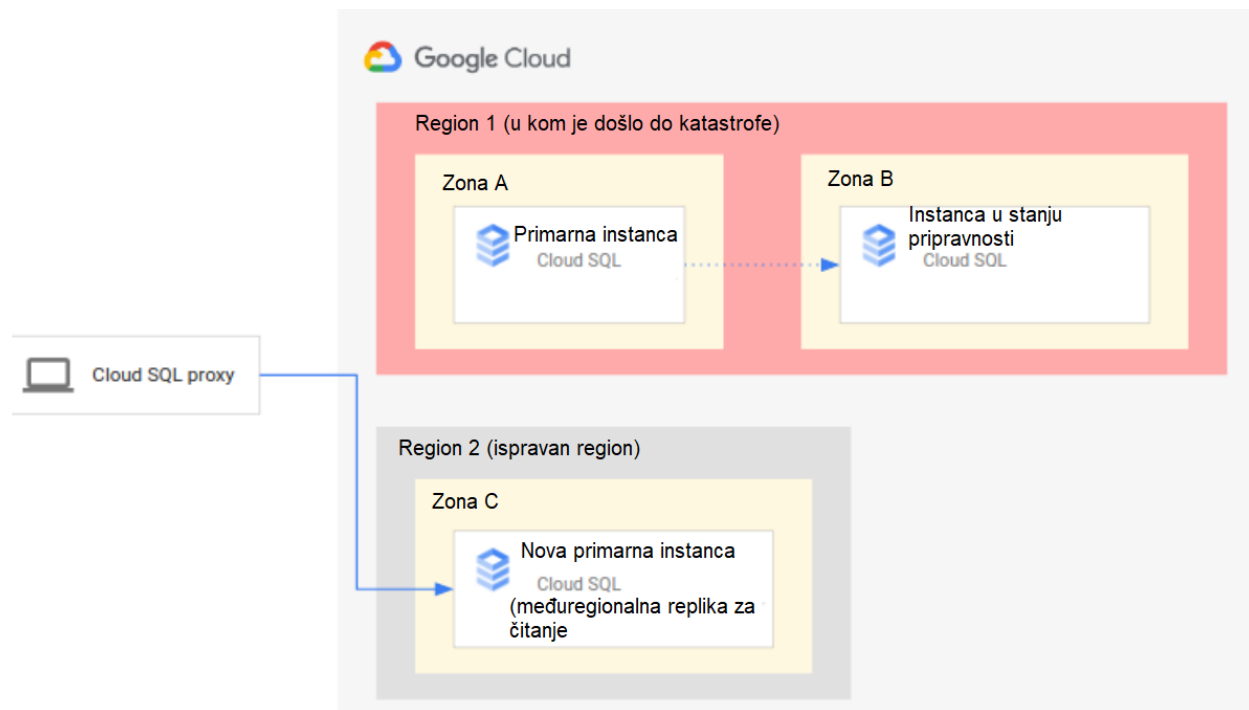 Google Cloud
Region 1 (u kom je došlo do katastrofe)
Zona A
Primarna instanca
Cloud SQL
Zona B
Instanca u stanju
pripravnosti
Cloud SQL
Cloud SQL proxy
Region 2 (ispravan region)
Zona C
Nova primarna instanca
Cloud SQL
(međuregionalna replika za
čitanje